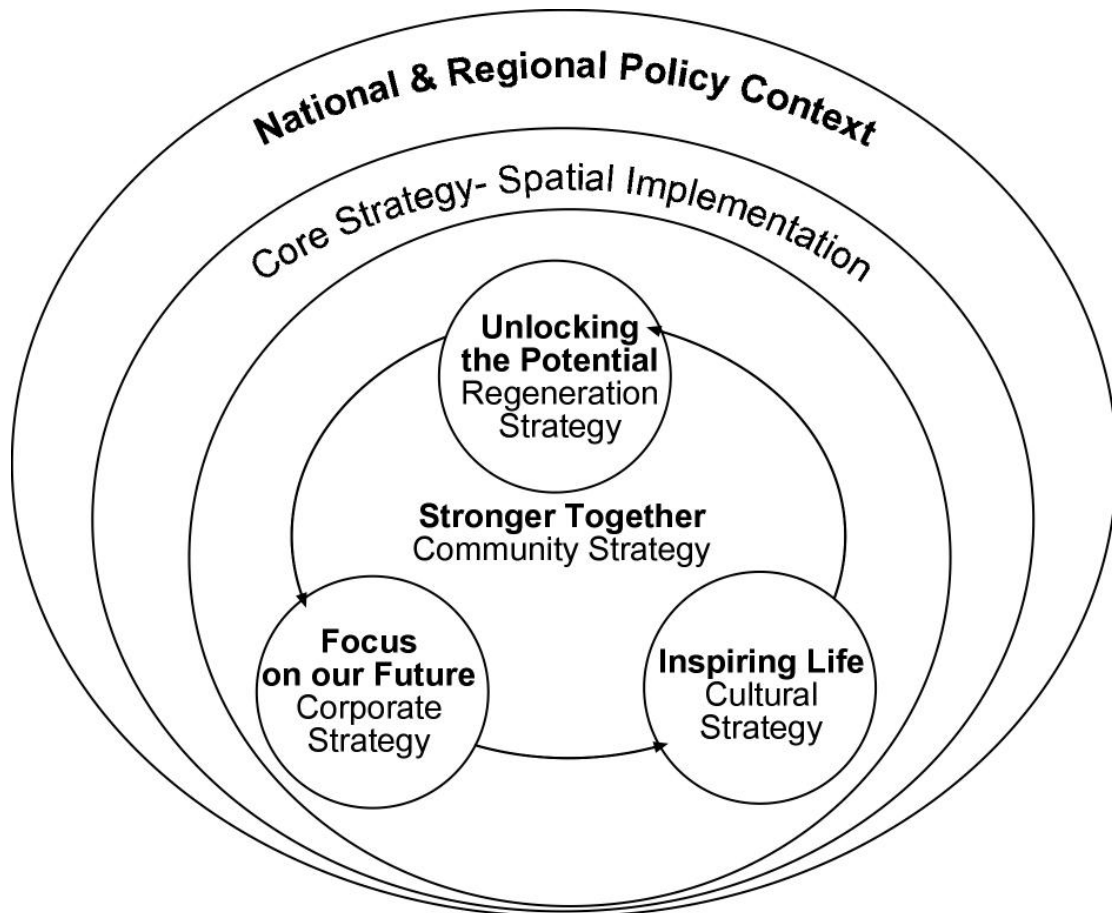 National & Regional Policy Context
Core Strategy- Spatial Implementation
Unlocking
the Potential
Regeneration
Strategy
Stronger Together
Community Strategy
Focus
on our Future
Corporate
Strategy
Inspiring Life
Cultural
Strategy